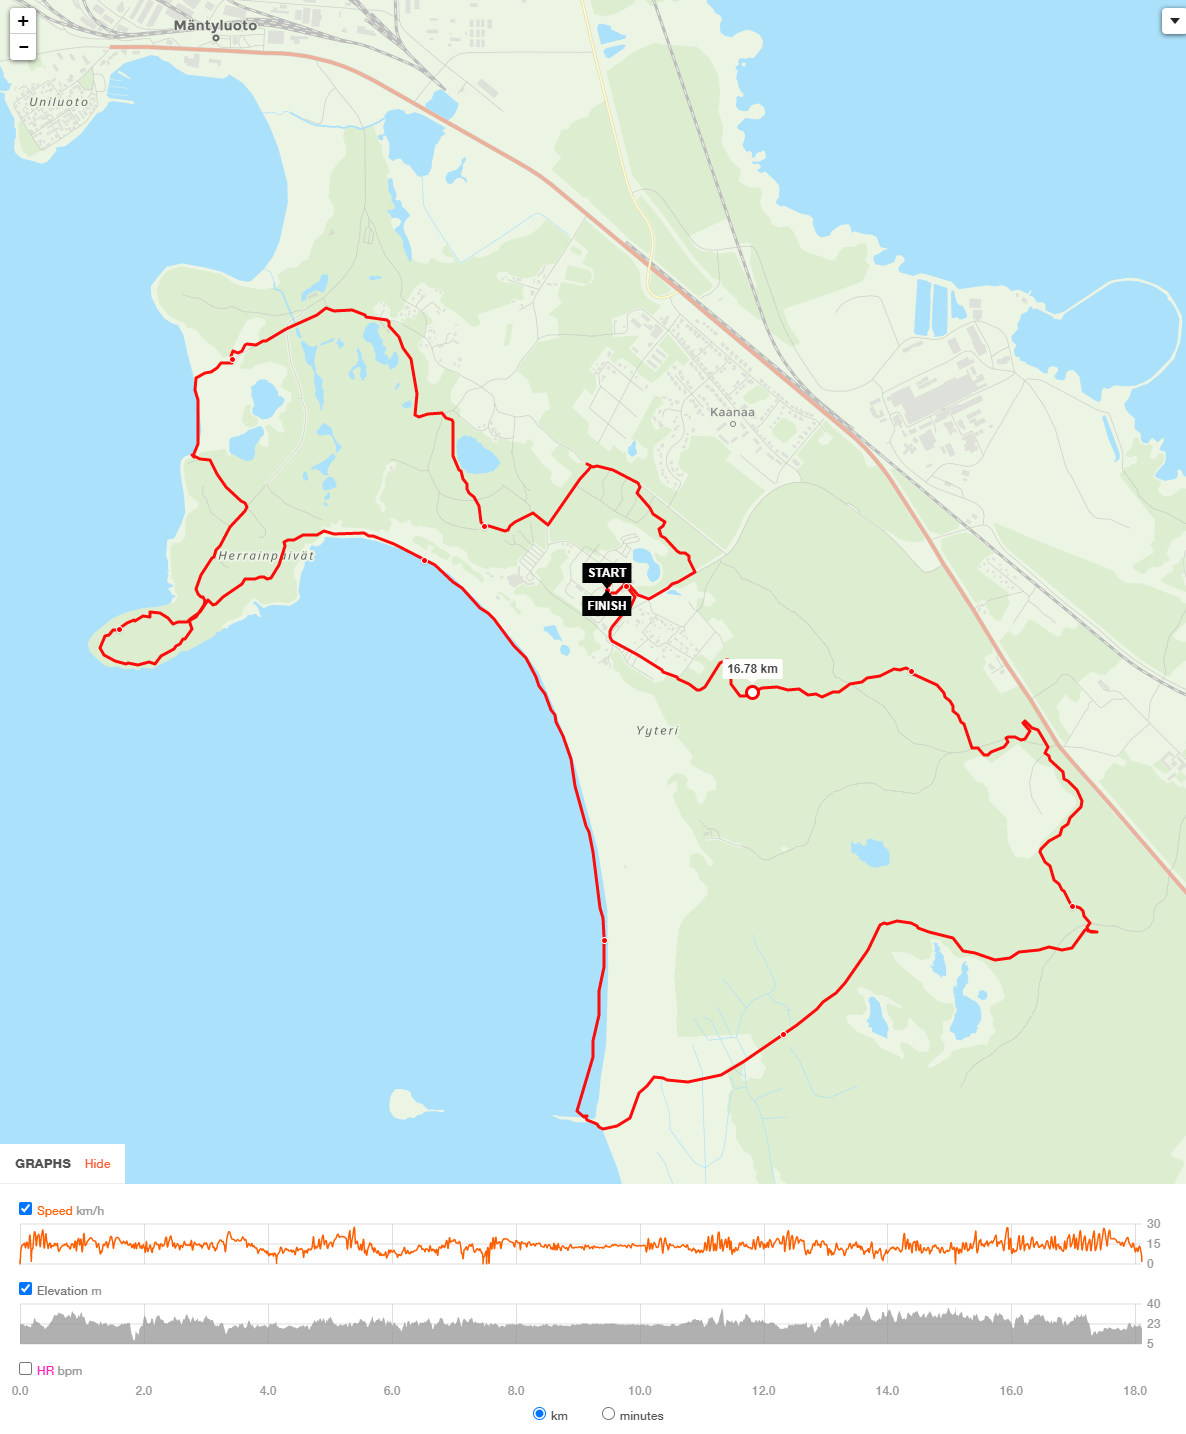 +
−
Mäntyluoto
Uniluoto
Kaanaa
Herrainpäivät
START
FINISH
16.78 km
Yyteri
GRAPHS Hide
Speed km/h
30
15
0
Elevation m
40
23
5
HR bpm
0.0 2.0 4.0 6.0 8.0 10.0 12.0 14.0 16.0 18.0
km minutes